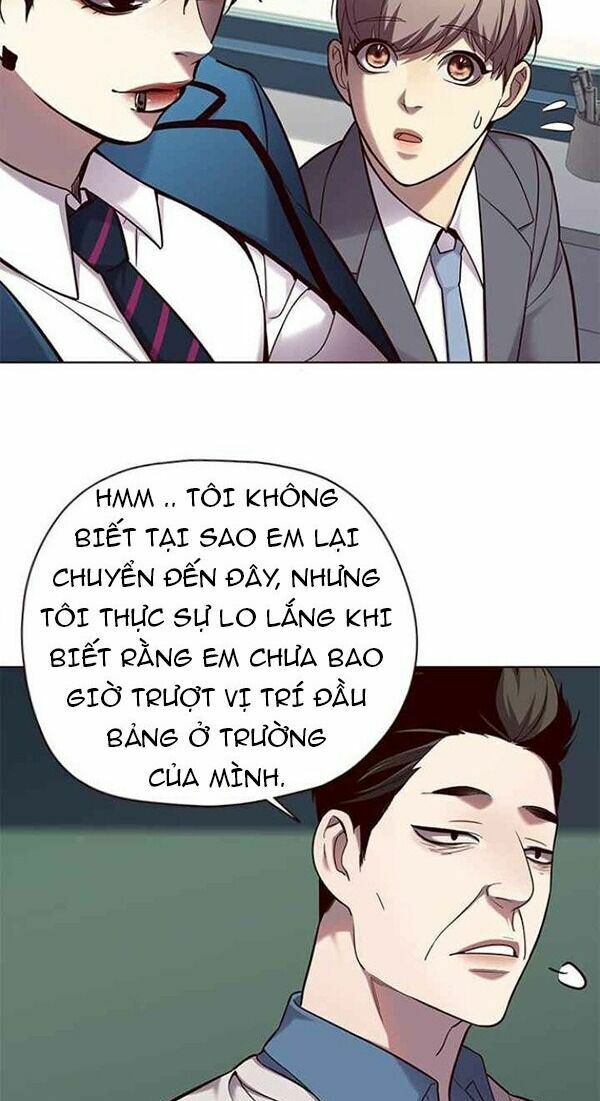 HMM .. TÔI KHÔNG
BIẾT TẠI SAO EM LẠI
CHUYỂN ĐẾN ĐÂY, NHƯNG
TÔI THỰC SỰ LO LẮNG KHI
BIẾT RẰNG EM CHƯA BAO
GIỜ TRƯỢT VỊ TRÍ ĐẦU
BẢNG Ở TRƯỜNG
CỦA MÌNH.